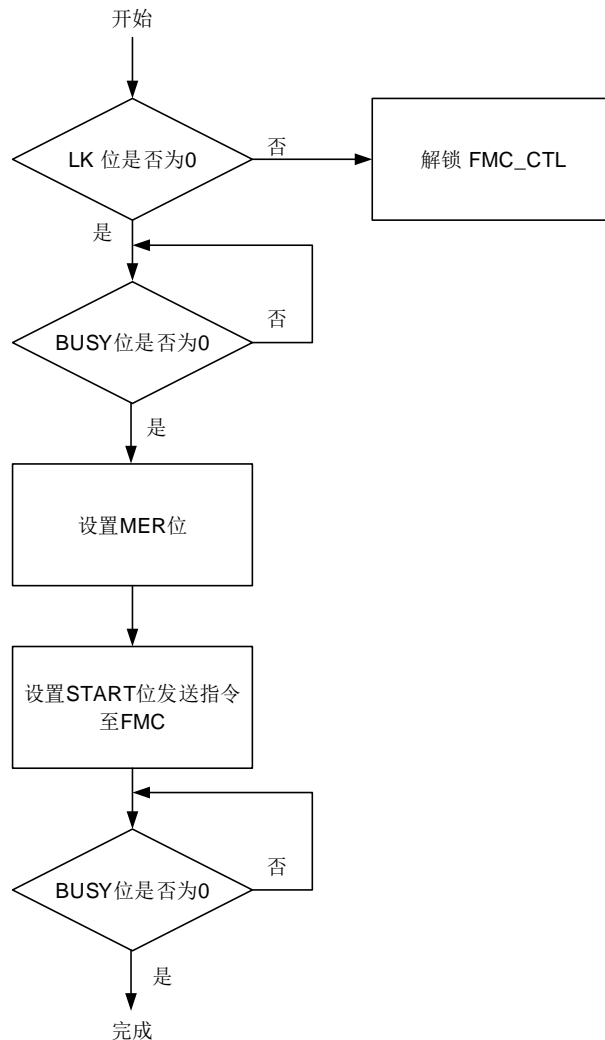 开始
LK 位是否为0
否
解锁 FMC_CTL
是
BUSY位是否为0
否
是
设置MER位
设置START位发送指令
至FMC
BUSY位是否为0
否
是
完成